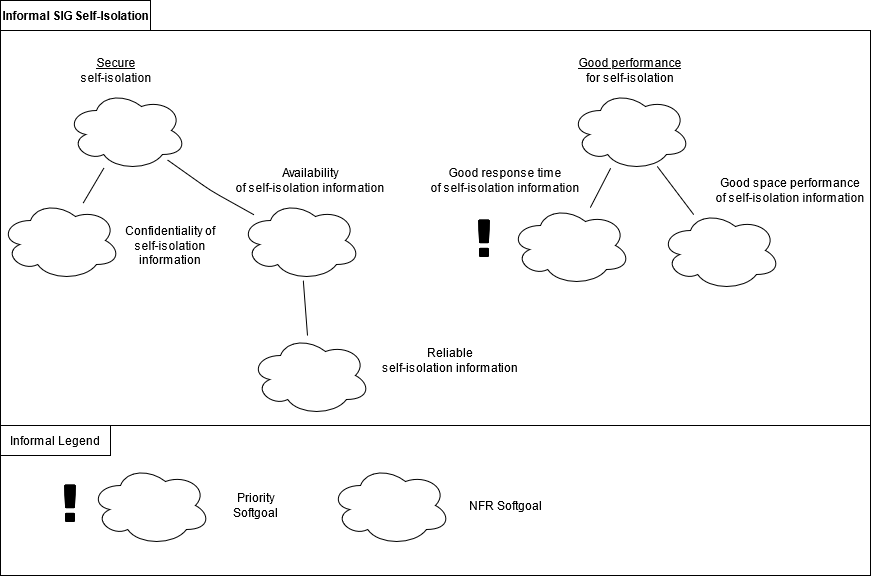 Informal SIG Self-Isolation
Secure
self-isolation
Good performance
for self-isolation
Availability
of self-isolation information
Good response time
of self-isolation information
Good space performance
of self-isolation information
Confidentiality of
self-isolation
information
!
Reliable
self-isolation information
Informal Legend
!
Priority
Softgoal
NFR Softgoal